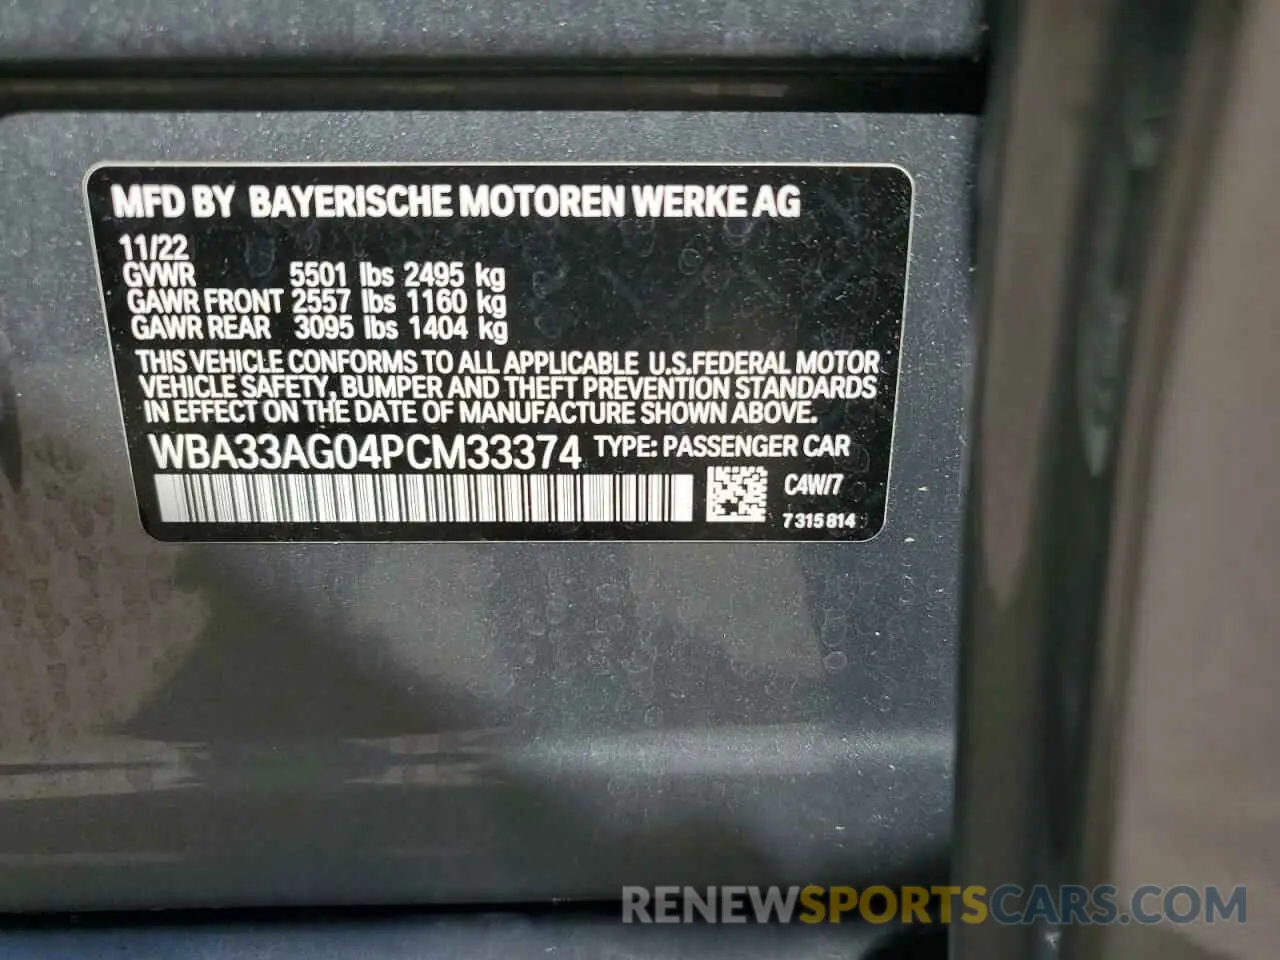 MFD BY BAYERISCHE MOTOREN WERKE AG
11/22
GVWR 5501 lbs 2495 kg
GAWR FRONT 2557 lbs 1160 kg
GAWR REAR 3095 lbs 1404 kg
THIS VEHICLE CONFORMS TO ALL APPLICABLE U.S.FEDERAL MOTOR
VEHICLE SAFETY, BUMPER AND THEFT PREVENTION STANDARDS
IN EFFECT ON THE DATE OF MANUFACTURE SHOWN ABOVE.
WBA33AG04PCM33374 TYPE: PASSENGER CAR
C4W/7
7 315 814
RENEWSPORTSCARS.COM